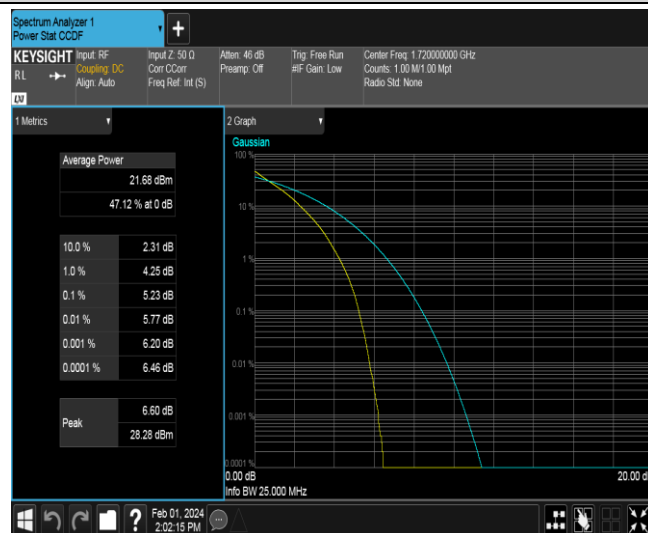 Spectrum Analyzer 1
Power Stat CCDF
+
KEYSIGHT
RL
LXI
Input: RF
Coupling: DC
Align: Auto
Input Z: 50 Ω
Corr CCorr
Freq Ref: Int (S)
Atten: 46 dB
Preamp: Off
Trig: Free Run
#IF Gain: Low
Center Freq: 1.720000000 GHz
Counts: 1.00 M/1.00 Mpt
Radio Std: None
1 Metrics
Average Power
21.68 dBm
47.12 % at 0 dB
10.0 % 2.31 dB
1.0 % 4.25 dB
0.1 % 5.23 dB
0.01 % 5.77 dB
0.001 % 6.20 dB
0.0001 % 6.46 dB
Peak
6.60 dB
28.28 dBm
2 Graph
Gaussian
100 %
10 %
1 %
0.1 %
0.01 %
0.001 %
0.0001 %
0.00 dB
20.00 d
Info BW 25.000 MHz
?
Feb 01, 2024
2:02:15 PM